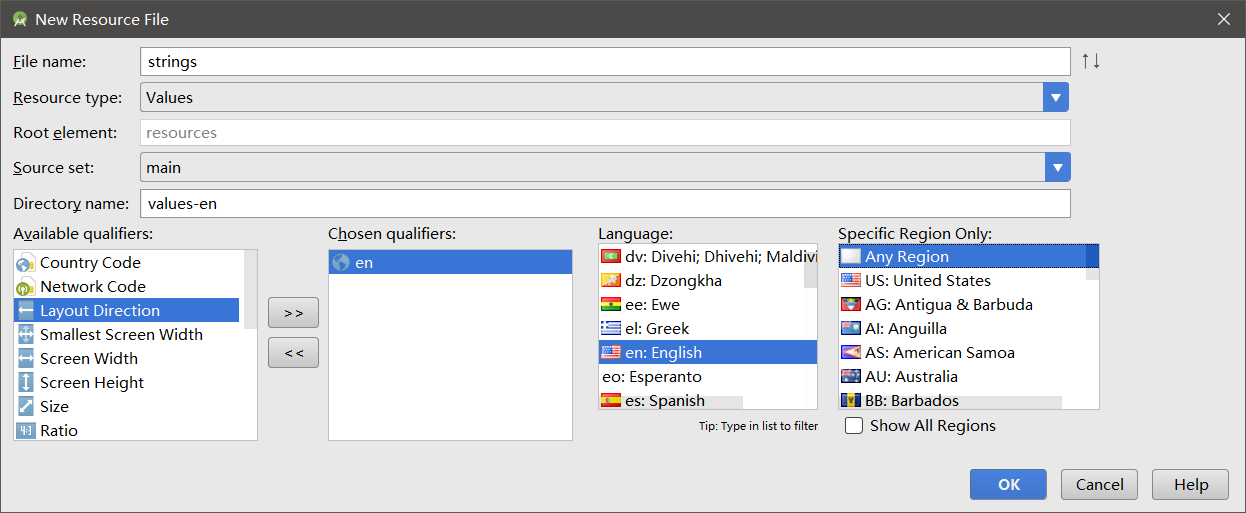 New Resource File
File name: strings
Resource type: Values
Root element: resources
Source set: main
Directory name: values-en
Available qualifiers:
Country Code
Network Code
Layout Direction
Smallest Screen Width
Screen Width
Screen Height
Size
4:3 Ratio
>>
<<
Chosen qualifiers:
en
Language:
dv: Divehi; Dhivehi; Maldivi
dz: Dzongkha
ee: Ewe
el: Greek
en: English
eo: Esperanto
es: Spanish
Tip: Type in list to filter
Specific Region Only:
Any Region
US: United States
AG: Antigua & Barbuda
AI: Anguilla
AS: American Samoa
AU: Australia
BB: Barbados
Show All Regions
OK Cancel Help